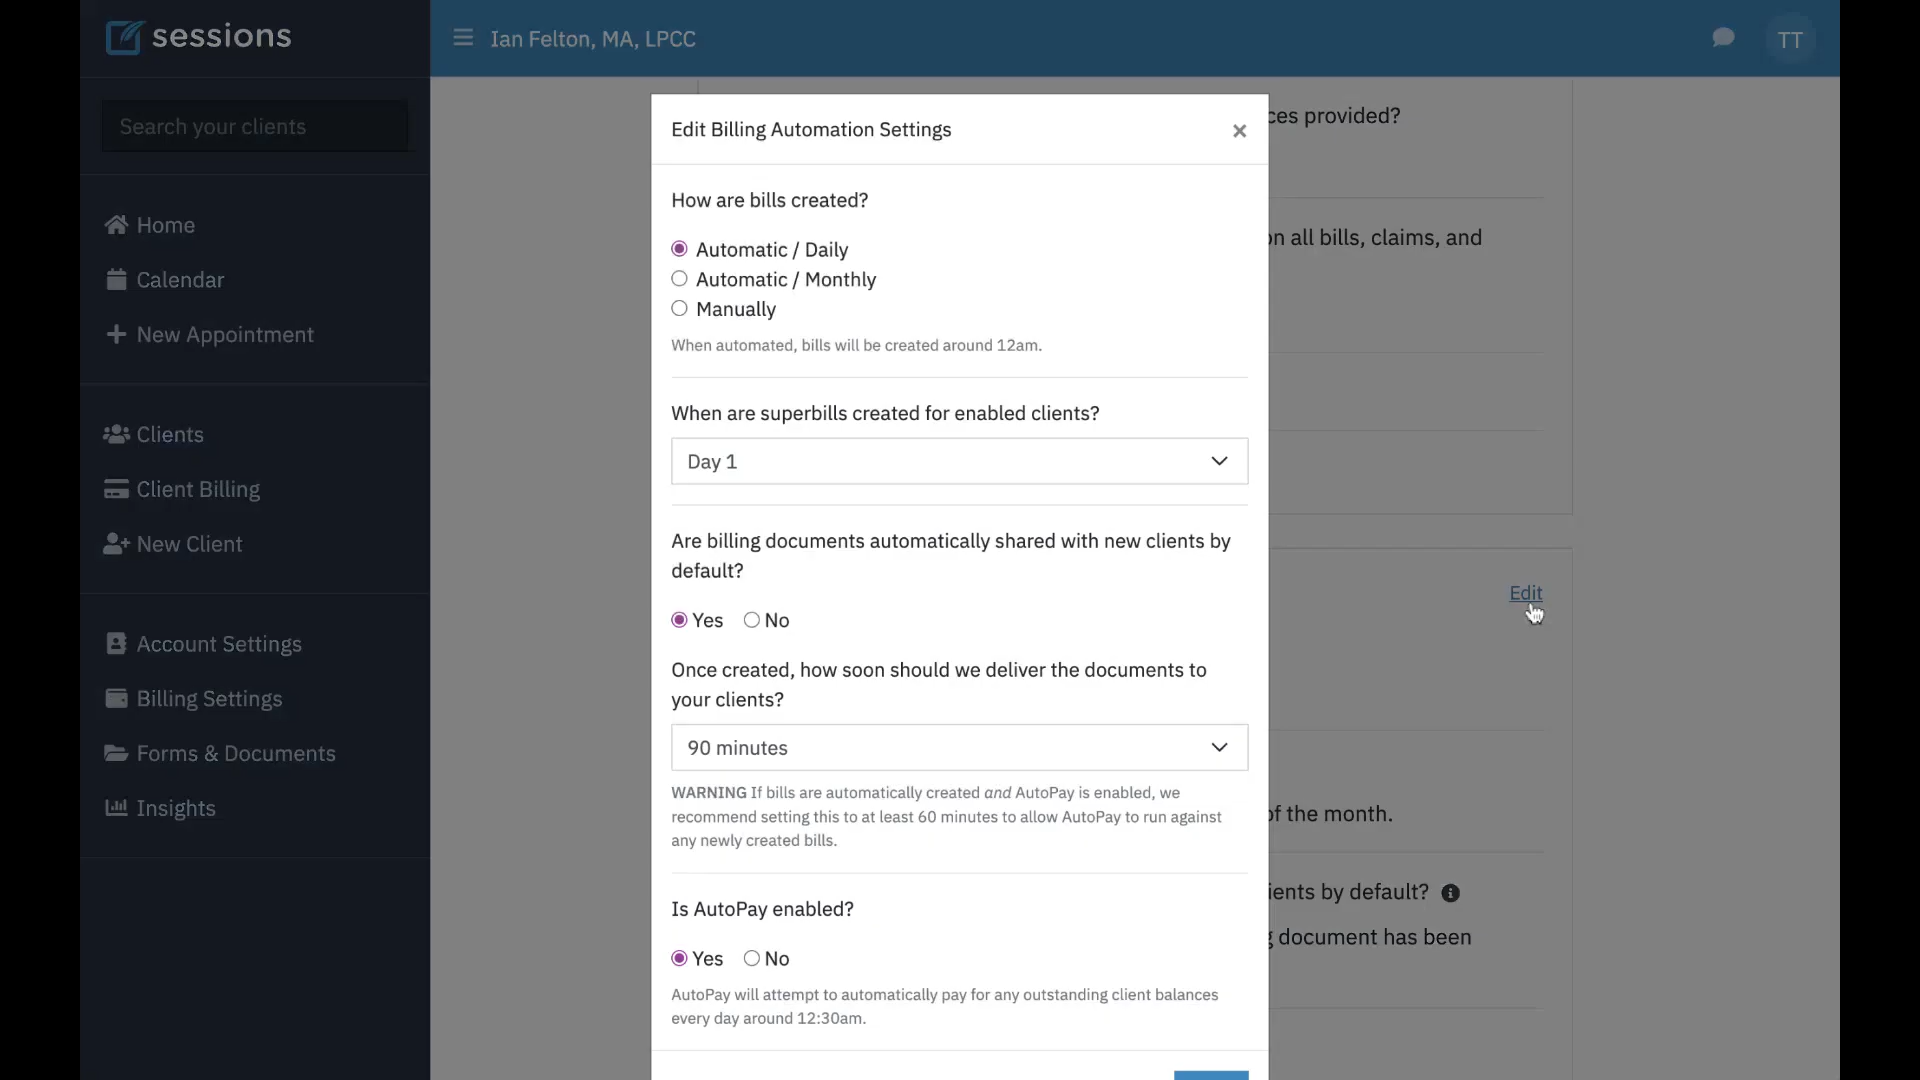 sessions
Ian Felton, MA, LPCC
TT
Search your clients
Home
Calendar
New Appointment
Clients
Client Billing
New Client
Account Settings
Billing Settings
Forms & Documents
Insights
Edit Billing Automation Settings
×
How are bills created?
Automatic / Daily
Automatic / Monthly
Manually
When automated, bills will be created around 12am.
When are superbills created for enabled clients?
Day 1
Are billing documents automatically shared with new clients by
default?
Yes No
Once created, how soon should we deliver the documents to
your clients?
90 minutes
WARNING If bills are automatically created and AutoPay is enabled, we
recommend setting this to at least 60 minutes to allow AutoPay to run against
any newly created bills.
Is AutoPay enabled?
Yes No
AutoPay will attempt to automatically pay for any outstanding client balances
every day around 12:30am.
provided?
on all bills, claims, and
Edit
of the month.
by default?
document has been